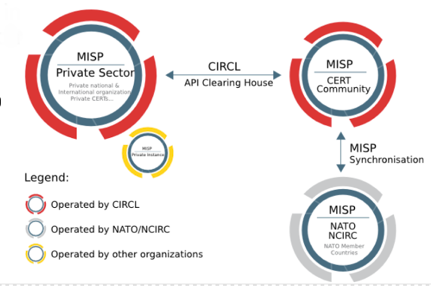 MISP
Private Sector
Private national &
International organization
Private CERTs...
CIRCL
API Clearing House
MISP
CERT
Community
MISP
Private Instance
MISP
Synchronisation
MISP
NATO
NCIRC
NATO Member
Countries
Legend:
Operated by CIRCL
Operated by NATO/NCIRC
Operated by other organizations